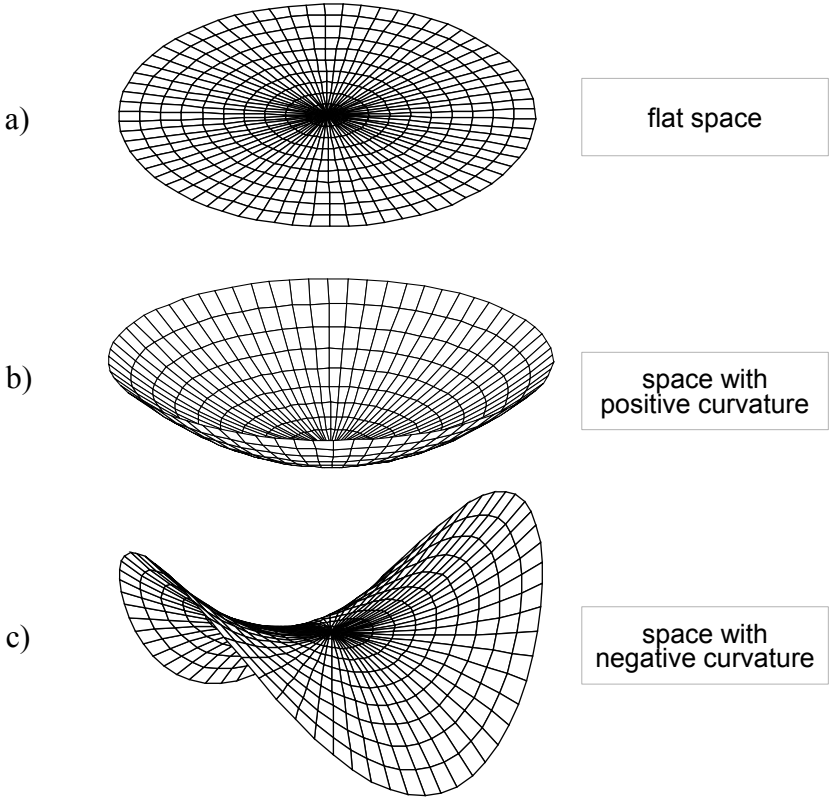 a)
flat space
b)
space with
positive curvature
c)
space with
negative curvature